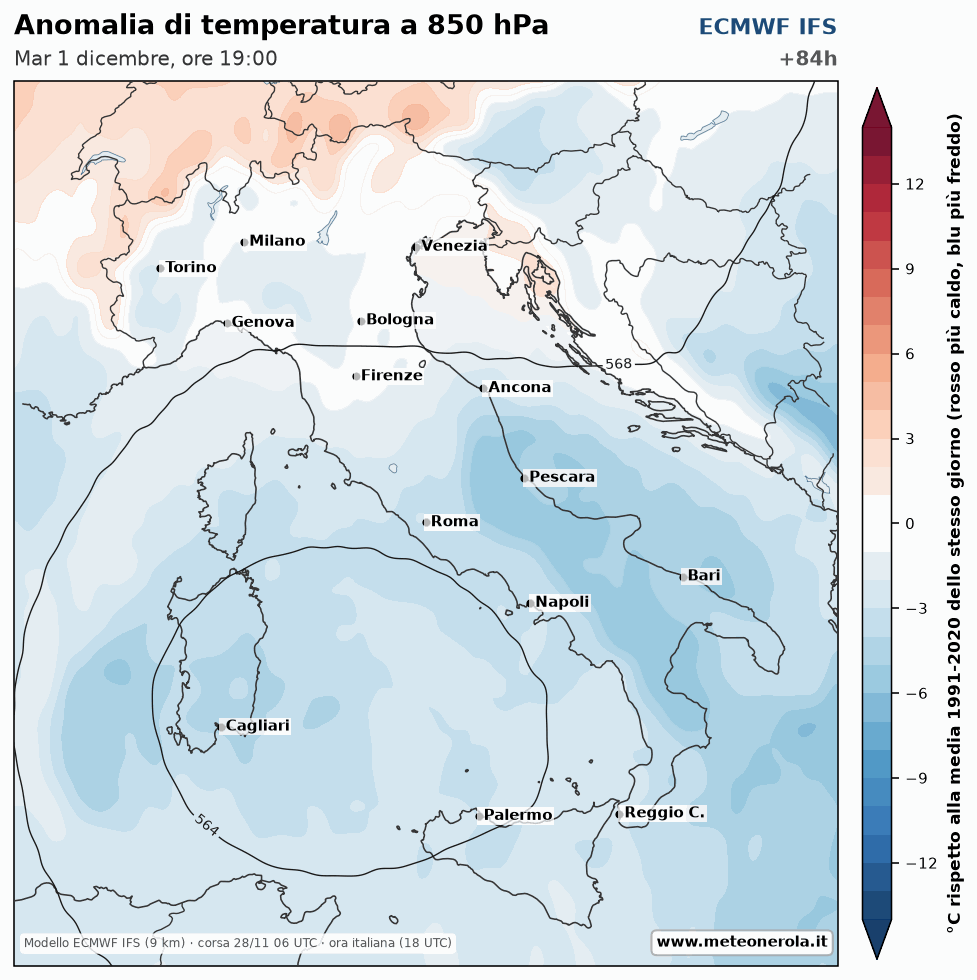 Anomalia di temperatura a 850 hPa
ECMWF IFS
Mar 1 dicembre, ore 19:00
+84h
Milano
Venezia
Torino
Genova
Bologna
568
Firenze
Ancona
Pescara
Roma
Bari
Napoli
Cagliari
564
Palermo
Reggio C.
Modello ECMWF IFS (9 km) · corsa 28/11 06 UTC · ora italiana (18 UTC)
www.meteonerola.it
12
9
6
3
0
−3
−6
−9
−12
°C rispetto alla media 1991-2020 dello stesso giorno (rosso più caldo, blu più freddo)